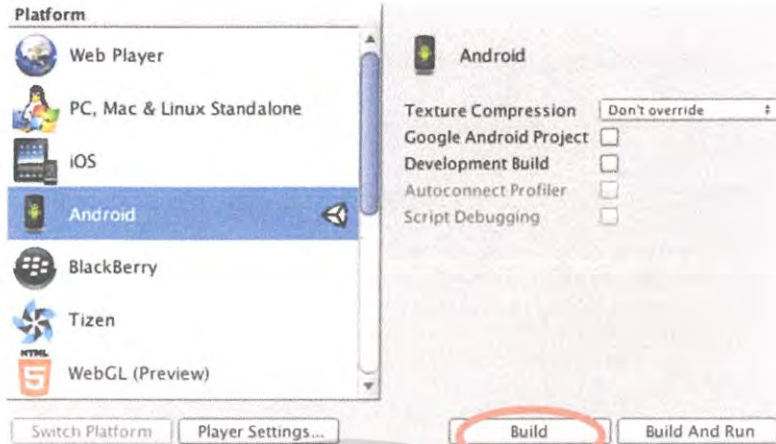 Platform
Web Player
PC, Mac & Linux Standalone
iOS
Android
BlackBerry
Tizen
HTML
5
WebGL (Preview)
Switch Platform
Player Settings...
Android
Texture Compression Don't override
Google Android Project
Development Build
Autoconnect Profiler
Script Debugging
Build
Build And Run